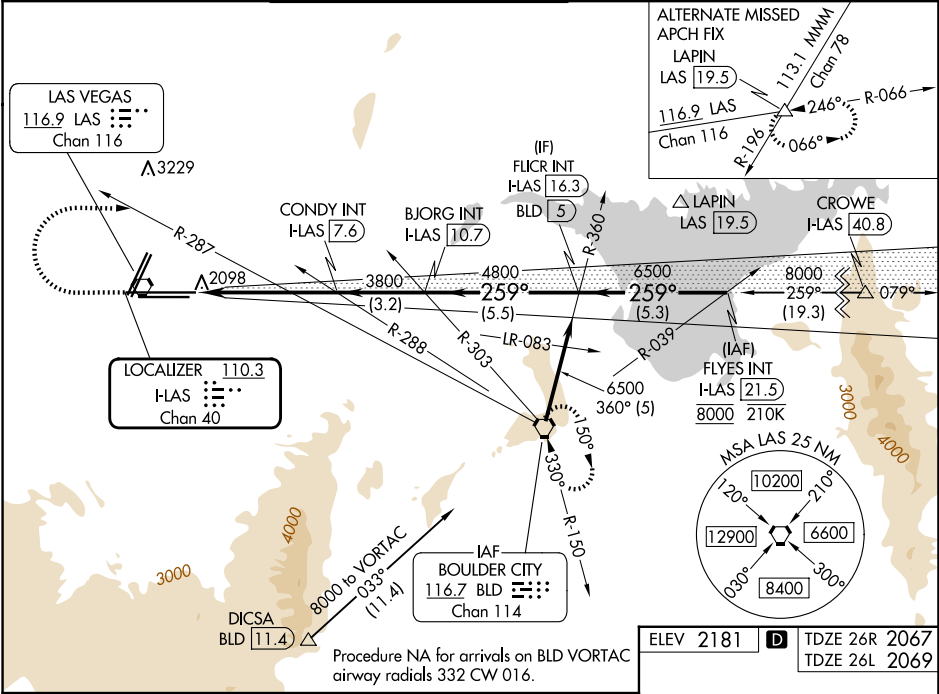 ALTERNATE MISSED
APCH FIX
LAPIN
LAS 19.5
113.1 MMM
Chan 78
116.9 LAS
Chan 116
246°
R-066
066°
R-196
LAS VEGAS
116.9 LAS
Chan 116
3229
(IF)
FLICR INT
I-LAS 16.3
BLD 5
R-360
LAPIN
LAS 19.5
CROWE
I-LAS 40.8
CONDY INT
I-LAS 7.6
BJORG INT
I-LAS 10.7
R-287
2098
3800
(3.2)
4800
259°
(5.5)
6500
259°
(5.3)
8000
259°
(19.3)
079°
R-288
R-303
LR-083
R-039
(IAF)
FLYES INT
I-LAS 21.5
8000 210K
LOCALIZER 110.3
I-LAS
Chan 40
6500
360° (5)
150°
330°
R-150
3000
4000
MSA LAS 25 NM
120°
10200
210°
12900
6600
030°
8400
300°
4000
3000
8000 to VORTAC
033°
(11.4)
DICSA
BLD 11.4
IAF
BOULDER CITY
116.7 BLD
Chan 114
Procedure NA for arrivals on BLD VORTAC
airway radials 332 CW 016.
ELEV 2181 D TDZE 26R 2067
TDZE 26L 2069